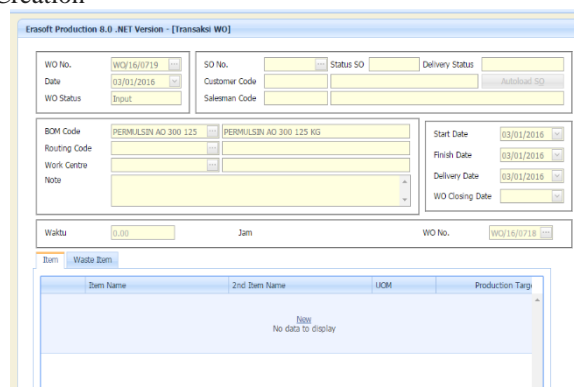 Creation
Erasoft Production 8.0 .NET Version - [Transaksi WO]
WO No. WO/16/0719 ... SO No. ... Status SO Delivery Status
Date 03/01/2016 Customer Code Autoload SO
WO Status Input Salesman Code
BOM Code PERMULSIN AO 300 125 ... PERMULSIN AO 300 125 KG Start Date 03/01/2016
Routing Code ... Finish Date 03/01/2016
Work Centre ... Delivery Date 03/01/2016
Note WO Closing Date
Waktu 0.00 Jam WO No. WO/16/0718 ...
Item Waste Item
Item Name 2nd Item Name UOM Production Targ
New
No data to display